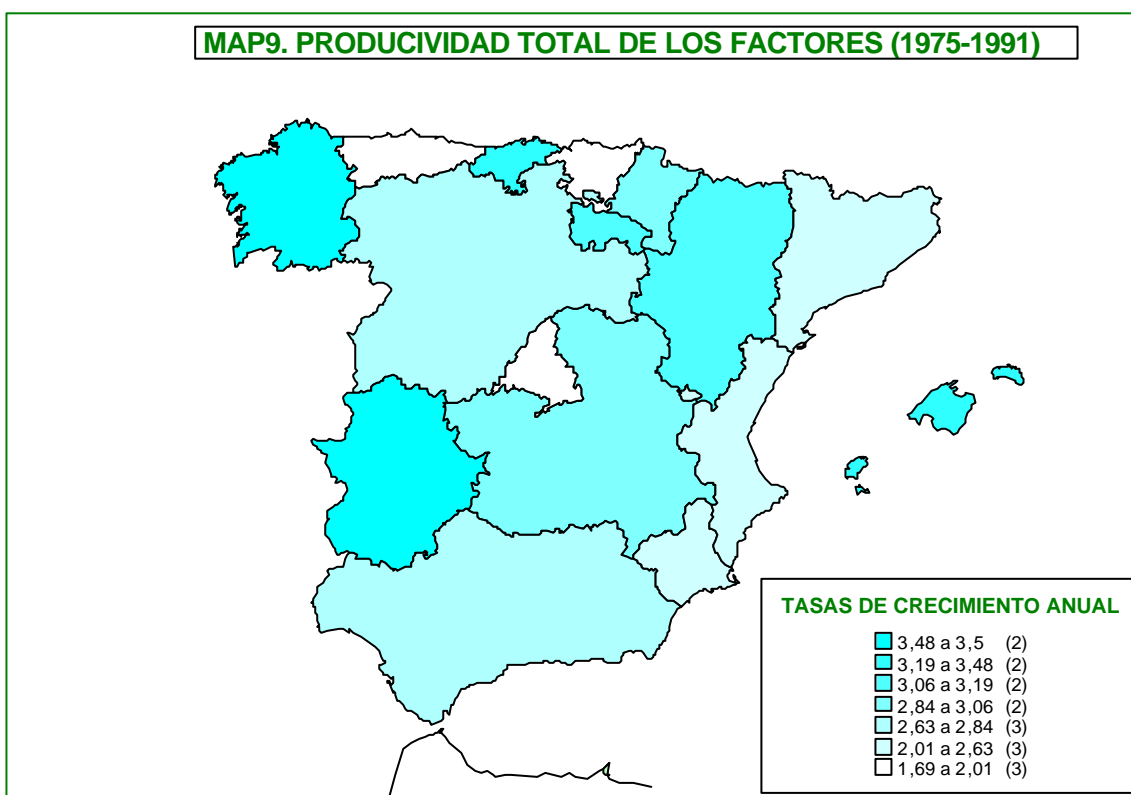 MAP9. PRODUCIVIDAD TOTAL DE LOS FACTORES (1975-1991)
TASAS DE CRECIMIENTO ANUAL
3,48 a 3,5 (2)
3,19 a 3,48 (2)
3,06 a 3,19 (2)
2,84 a 3,06 (2)
2,63 a 2,84 (3)
2,01 a 2,63 (3)
1,69 a 2,01 (3)